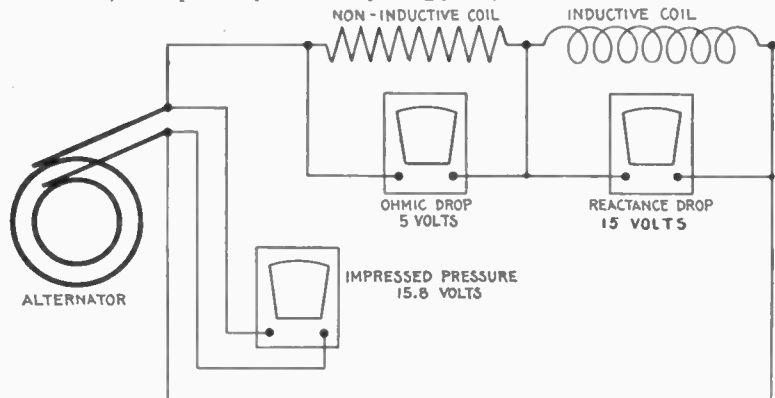 NON-INDUCTIVE COIL
INDUCTIVE COIL
OHMIC DROP
5 VOLTS
REACTANCE DROP
15 VOLTS
IMPRESSED PRESSURE
15.8 VOLTS
ALTERNATOR